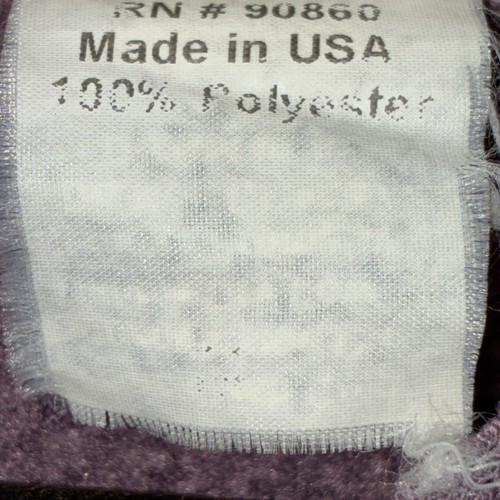 RN # 90860
Made in USA
100% Polyester